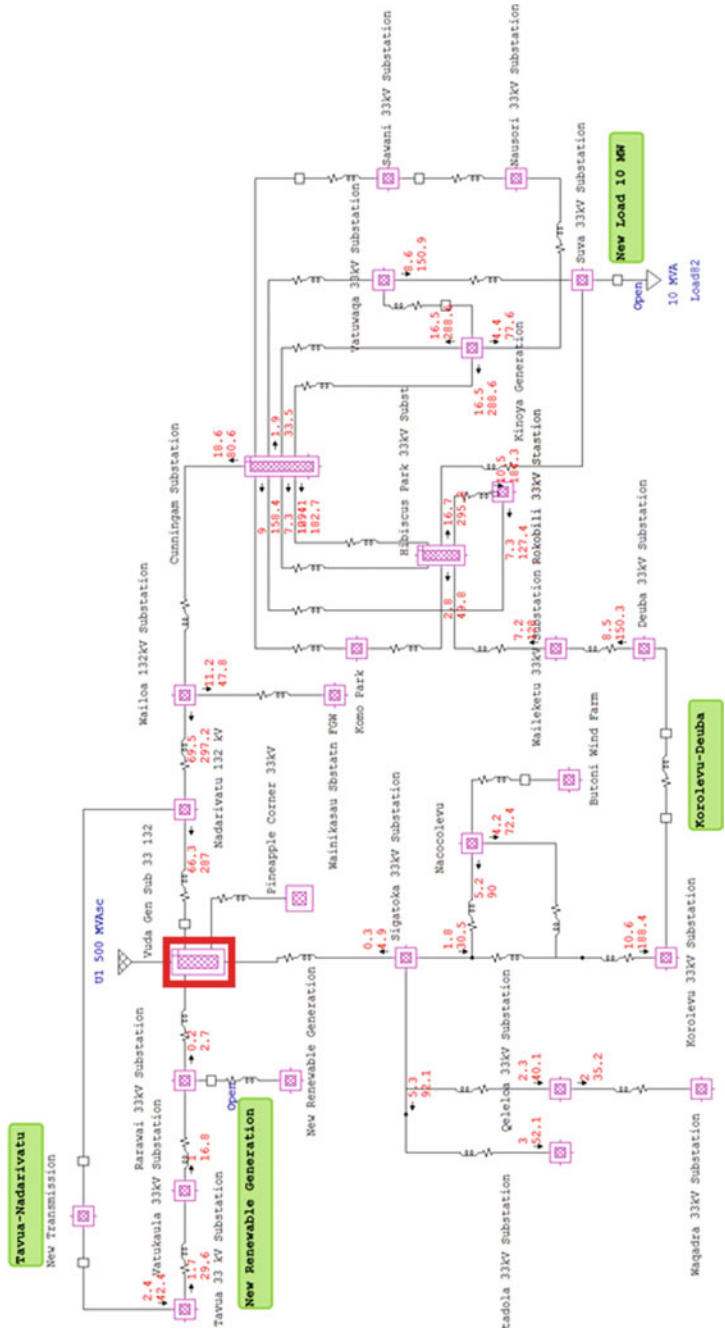 Tavua-Nadarivatu
New Transmission
2.4
42.4
Vatukaula 33kV Substation
Rarawai 33kV Substation
1.7
29.6
Tavua 33 kV Substation
16.8
0.2
2.7
Open
New Renewable Generation
New Renewable Generation
U1 500 MVAsc
Vuda Gen Sub 33 132
Pineapple Corner 33kV
66.3
287
Nadarivatu 132 kV
69.5
297.2
Wailoa 132kV Substation
11.2
47.8
Wainikasau Sbstatn FGW
Cunningam Substation
18.6
80.6
1.9
33.5
9
158.4
7.3
182.7
Komo Park
Hibiscus Park 33kV Subst
2.8
49.8
16.7
Vatuwaqa 33kV Substation
8.6
150.9
16.5
4.4
77.6
16.5
288.6
Kinoya Generation
7.3
127.4
Rokobili 33kV Stastion
Sawani 33kV Substation
Nausori 33kV Substation
Suva 33kV Substation
New Load 10 MW
Open
10 MVA
Load82
Waileketu 33kV Substation
7.2
8.5
150.3
Deuba 33kV Substation
Korolevu-Deuba
0.3
4.9
Sigatoka 33kV Substation
1.8
30.5
5.2
90
Nacocolevu
4.2
72.4
Butoni Wind Farm
10.6
188.4
Korolevu 33kV Substation
5.3
92.1
Qeleloa 33kV Substation
2.3
40.1
2
35.2
3
52.1
tadola 33kV Substation
Waqadra 33kV Substation